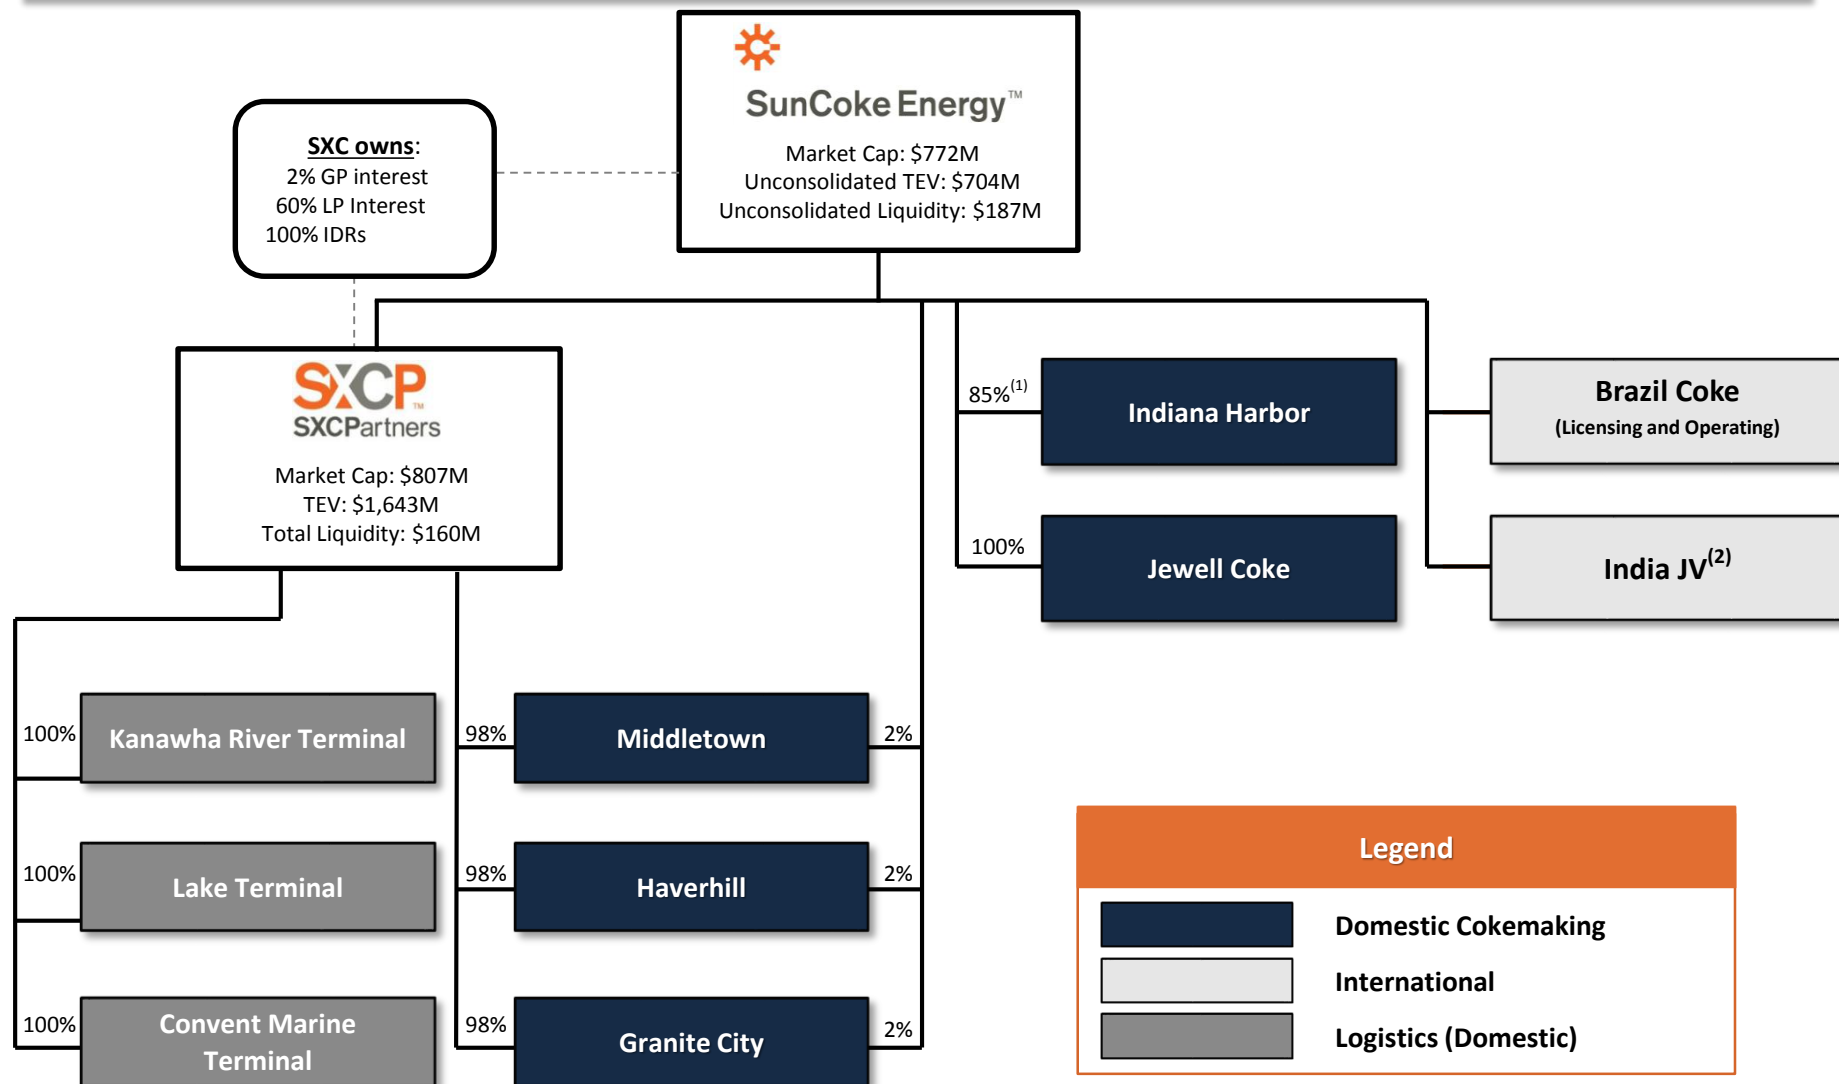 SunCoke Energy™
Market Cap: $772M
Unconsolidated TEV: $704M
Unconsolidated Liquidity: $187M
SXC owns:
2% GP interest
60% LP Interest
100% IDRs
SXCP™
SXCPartners
Market Cap: $807M
TEV: $1,643M
Total Liquidity: $160M
85%(1)
Indiana Harbor
Brazil Coke
(Licensing and Operating)
100%
Jewell Coke
India JV(2)
100%
Kanawha River Terminal
98%
Middletown
2%
100%
Lake Terminal
98%
Haverhill
2%
100%
Convent Marine
Terminal
98%
Granite City
2%
Legend
Domestic Cokemaking
International
Logistics (Domestic)